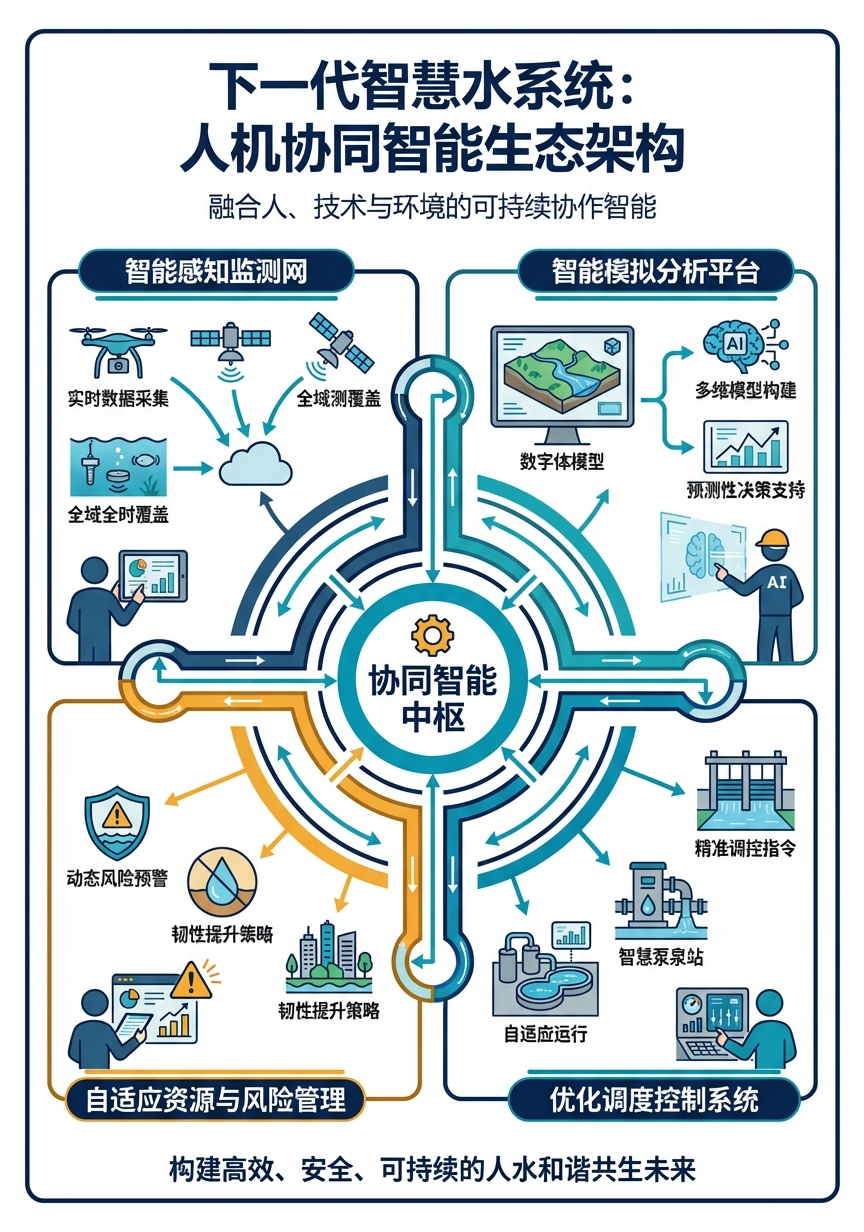 下一代智慧水系统：
人机协同智能生态架构
融合人、技术与环境的可持续协作智能
智能感知监测网
实时数据采集
全域测覆盖
全域全时覆盖
智能模拟分析平台
AI
数字体模型
多维模型构建
预测性决策支持
AI
协同智能
中枢
动态风险预警
韧性提升策略
韧性提升策略
自适应资源与风险管理
精准调控指令
智慧泵泉站
自适应运行
优化调度控制系统
构建高效、安全、可持续的人水和谐共生未来